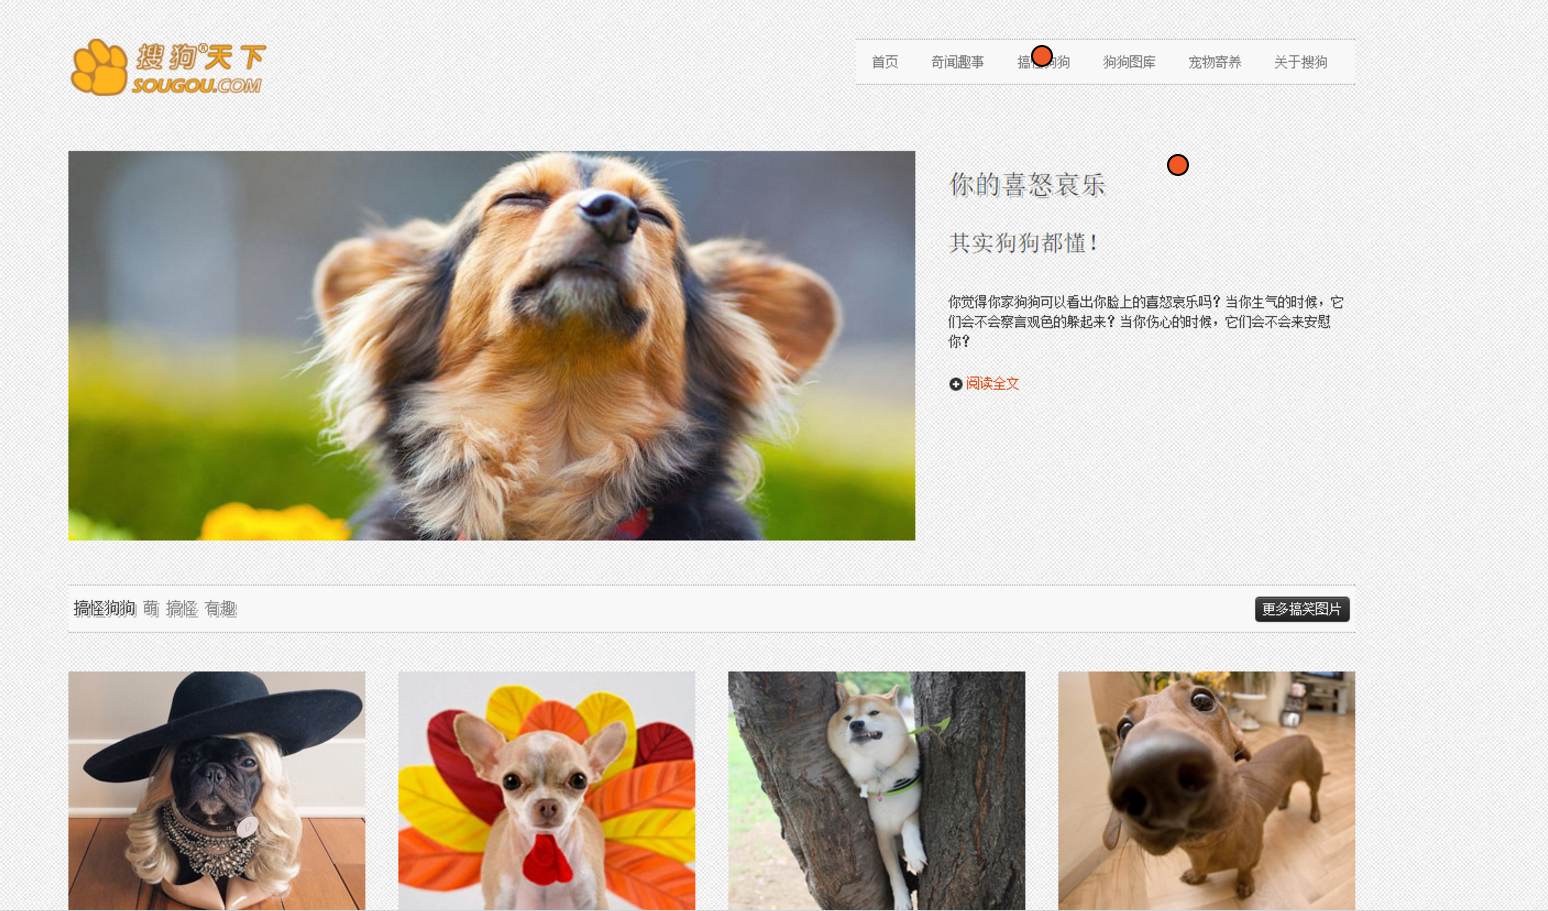 搜狗®天下
SOUGOU.COM
首页 奇闻趣事 搞怪狗狗 狗狗图库 宠物寄养 关于搜狗
你的喜怒哀乐
其实狗狗都懂！
你觉得你家狗狗可以看出你脸上的喜怒哀乐吗？当你生气的时候，它
们会不会察言观色的躲起来？当你伤心的时候，它们会不会来安慰
你？
阅读全文
搞怪狗狗 萌 搞怪 有趣
更多搞笑图片